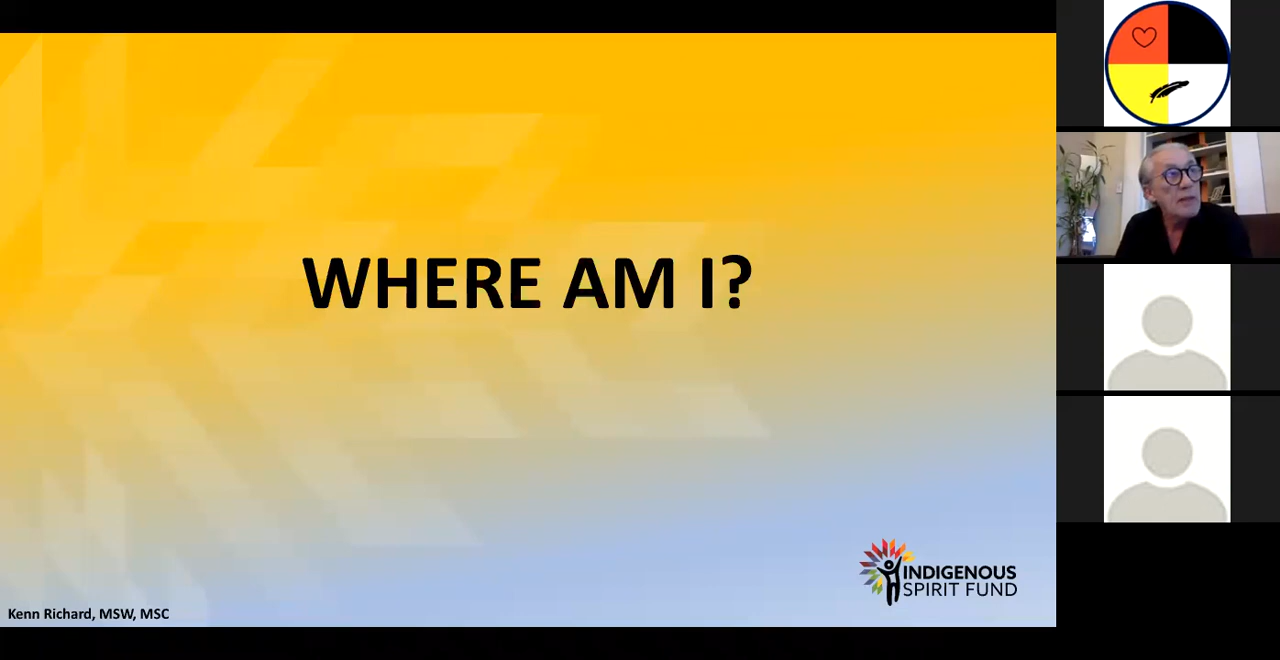 WHERE AM I?
INDIGENOUS
SPIRIT FUND
Kenn Richard, MSW, MSC